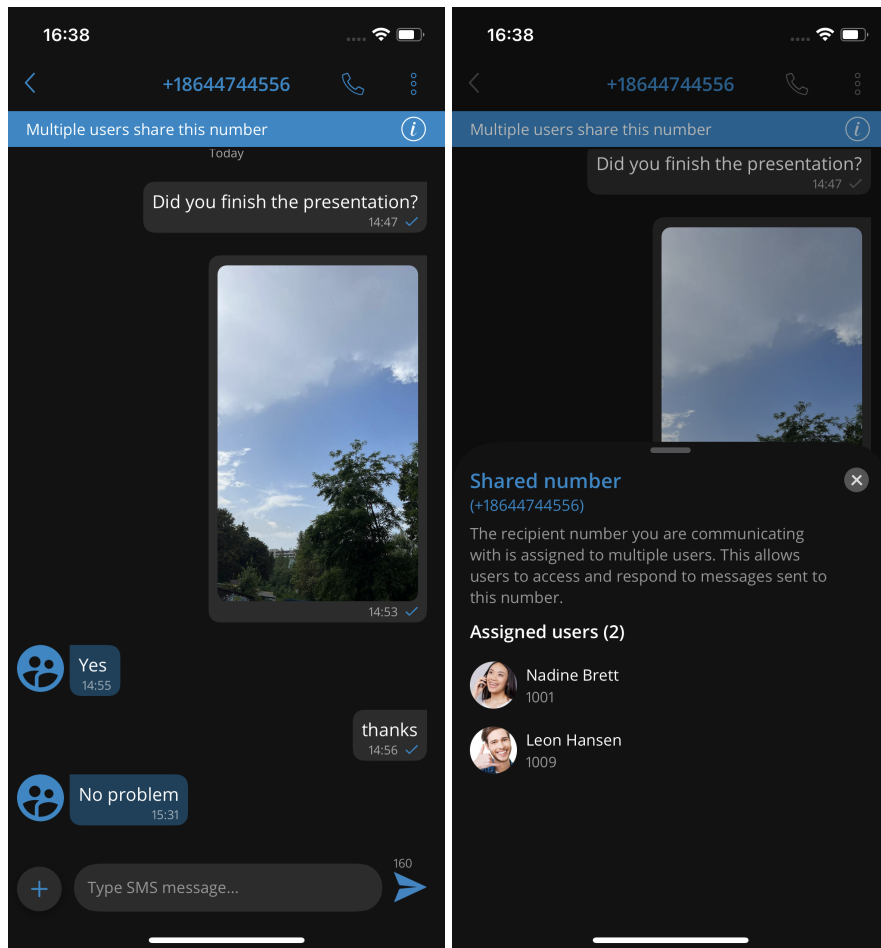 16:38
+18644744556
Multiple users share this number
i
Today
Did you finish the presentation?
14:47
14:53
Yes
14:55
thanks
14:56
No problem
15:31
160
Type SMS message...
16:38
+18644744556
Multiple users share this number
i
Did you finish the presentation?
14:47
Shared number
(+18644744556)
The recipient number you are communicating
with is assigned to multiple users. This allows
users to access and respond to messages sent to
this number.
Assigned users (2)
Nadine Brett
1001
Leon Hansen
1009